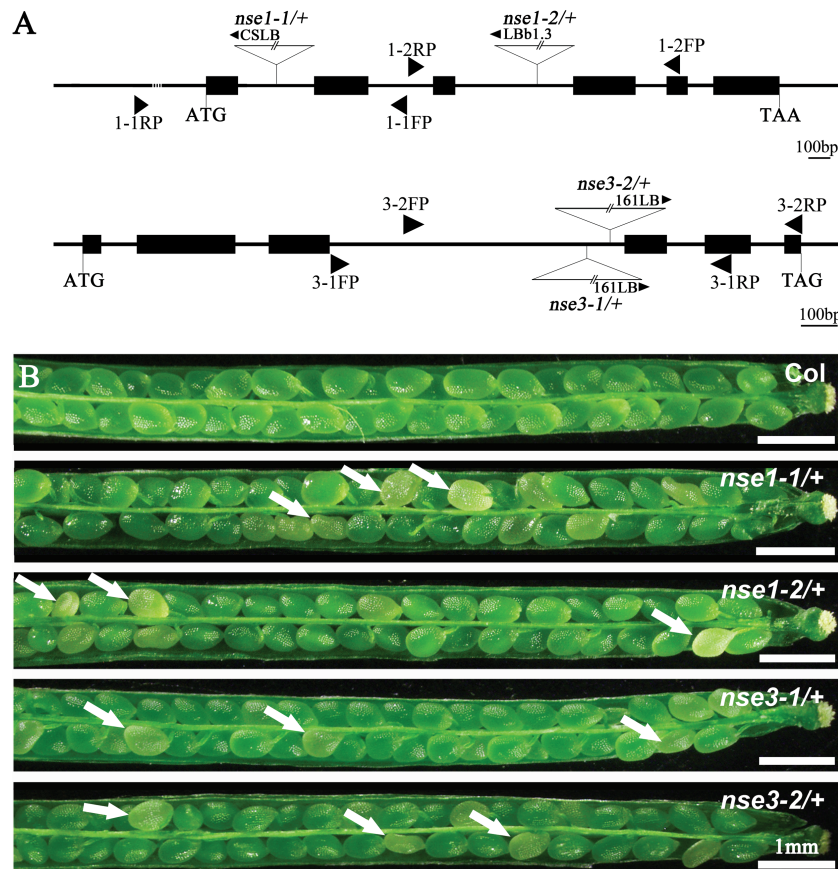 A
nse1-1/+
nse1-2/+
CSLB
LBb1.3
1-2RP
1-2FP
ATG
TAA
1-1RP
1-1FP
100bp
nse3-2/+
3-2FP
161LB
3-2RP
ATG
3-1FP
161LB
3-1RP
TAG
nse3-1/+
100bp
B
Col
nse1-1/+
nse1-2/+
nse3-1/+
nse3-2/+
1mm